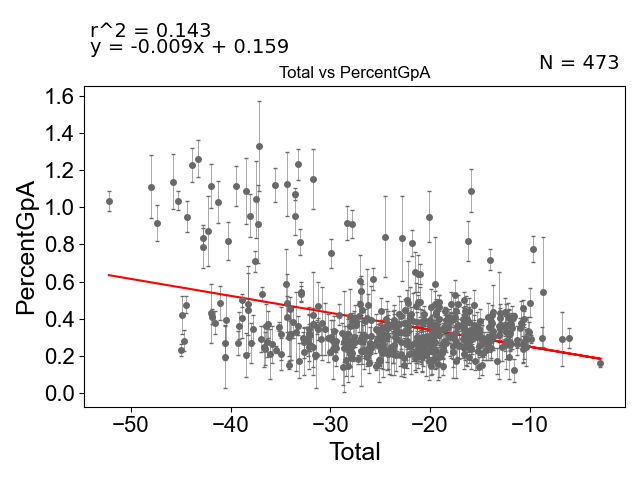 r^2 = 0.143
y = -0.009x + 0.159
N = 473
Total vs PercentGpA
PercentGpA
1.6
1.4
1.2
1.0
0.8
0.6
0.4
0.2
0.0
−50 −40 −30 −20 −10
Total